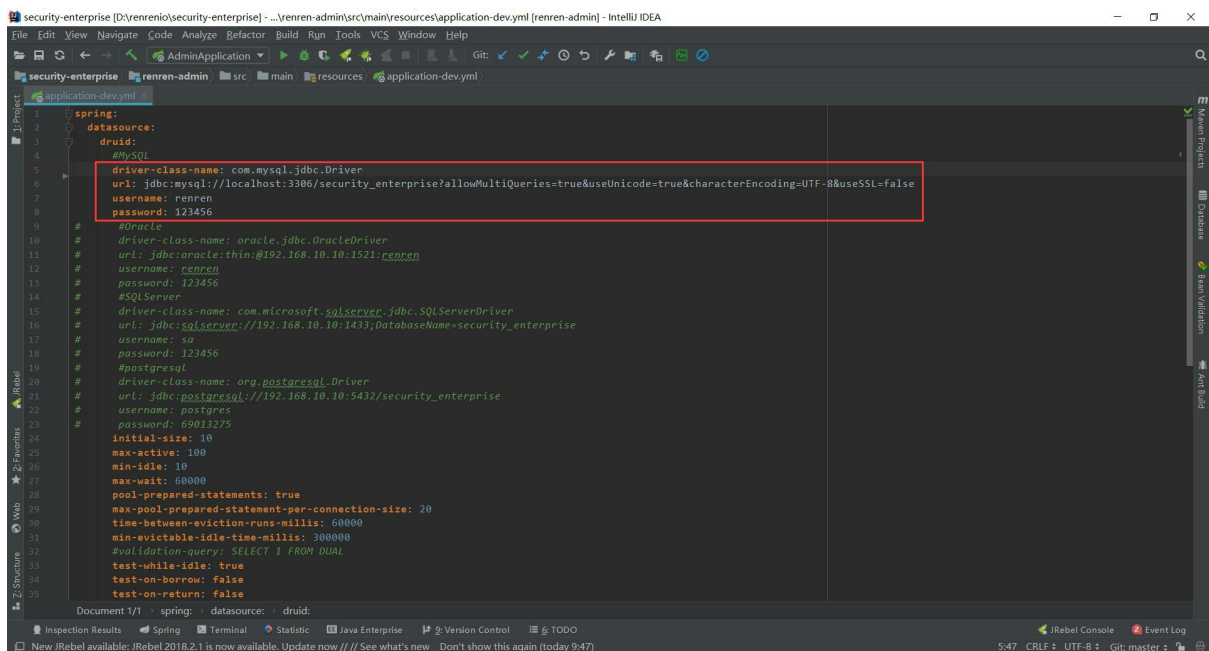 security-enterprise [D:\renrenio\security-enterprise] - ...\renren-admin\src\main\resources\application-dev.yml [renren-admin] - IntelliJ IDEA
File Edit View Navigate Code Analyze Refactor Build Run Tools VCS Window Help
AdminApplication Git:
security-enterprise renren-admin src main resources application-dev.yml
application-dev.yml
1 spring:
2 datasource:
3 druid:
4 #MySQL
5 driver-class-name: com.mysql.jdbc.Driver
6 url: jdbc:mysql://localhost:3306/security_enterprise?allowMultiQueries=true&useUnicode=true&characterEncoding=UTF-8&useSSL=false
7 username: renren
8 password: 123456
9 # #Oracle
10 # driver-class-name: oracle.jdbc.OracleDriver
11 # url: jdbc:oracle:thin:@192.168.10.10:1521:renren
12 # username: renren
13 # password: 123456
14 # #SQLServer
15 # driver-class-name: com.microsoft.sqlserver.jdbc.SQLServerDriver
16 # url: jdbc:sqlserver://192.168.10.10:1433;DatabaseName=security_enterprise
17 # username: sa
18 # password: 123456
19 # #postgresql
20 # driver-class-name: org.postgresql.Driver
21 # url: jdbc:postgresql://192.168.10.10:5432/security_enterprise
22 # username: postgres
23 # password: 69013275
24 initial-size: 10
25 max-active: 100
26 min-idle: 10
27 max-wait: 60000
28 pool-prepared-statements: true
29 max-pool-prepared-statement-per-connection-size: 20
30 time-between-eviction-runs-millis: 60000
31 min-evictable-idle-time-millis: 300000
32 #validation-query: SELECT 1 FROM DUAL
33 test-while-idle: true
34 test-on-borrow: false
35 test-on-return: false
1: Project
JRebel
2: Favorites
Web
Z: Structure
Maven Projects
Database
Bean Validation
Ant Build
Document 1/1 spring: datasource: druid:
Inspection Results Spring Terminal Statistic Java Enterprise 9: Version Control 6: TODO JRebel Console 2 Event Log
New JRebel available: JRebel 2018.2.1 is now available. Update now // // See what's new Don't show this again (today 9:47) 5:47 CRLF UTF-8 Git: master